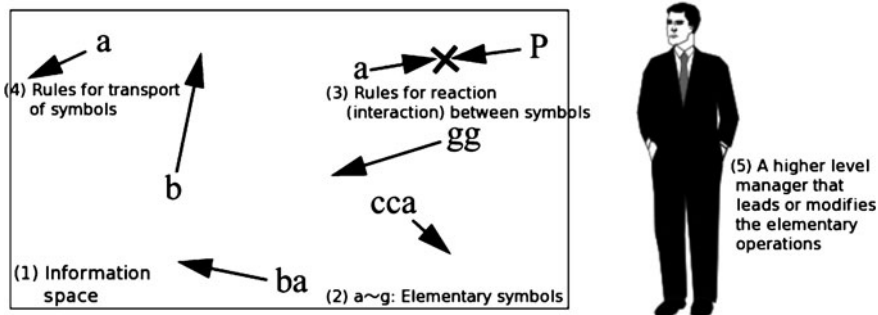 a
a
P
(4) Rules for transport
of symbols
(3) Rules for reaction
(interaction) between symbols
gg
b
cca
(5) A higher level
manager that
leads or modifies
the elementary
operations
(1) Information
space
ba
(2) a~g: Elementary symbols